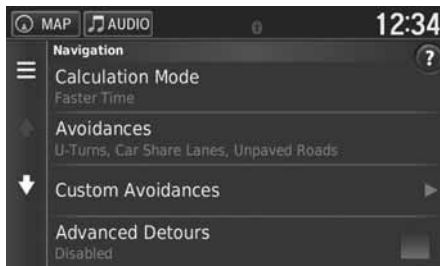 MAP AUDIO 12:34
Navigation
?
Calculation Mode
Faster Time
Avoidances
U-Turns, Car Share Lanes, Unpaved Roads
Custom Avoidances
Advanced Detours
Disabled